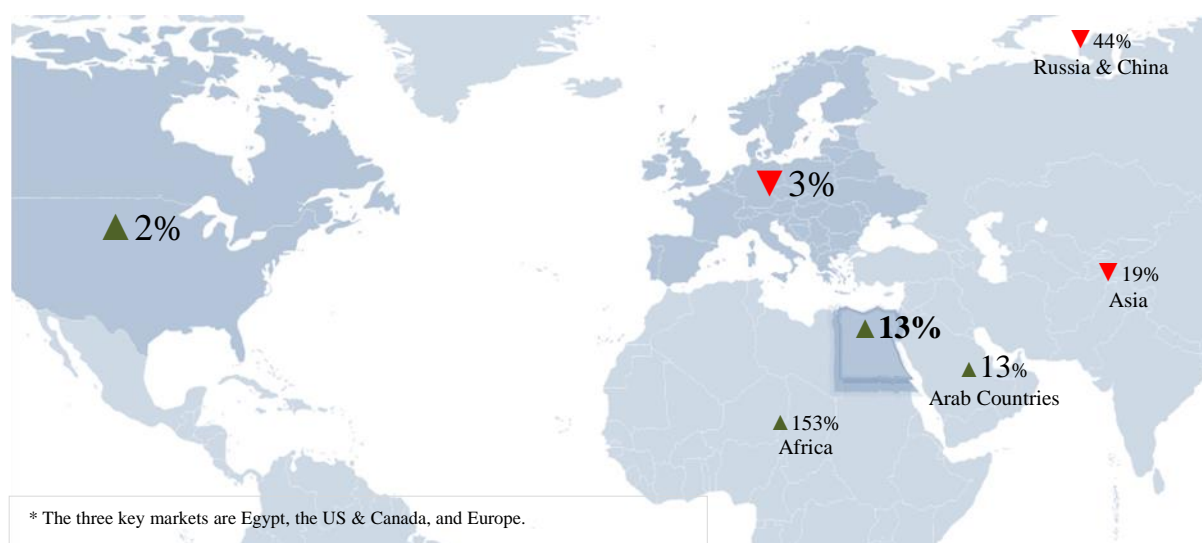 ▼ 44%
Russia & China
▼ 3%
▲ 2%
▼ 19%
Asia
▲ 13%
▲ 13%
Arab Countries
▲ 153%
Africa
* The three key markets are Egypt, the US & Canada, and Europe.